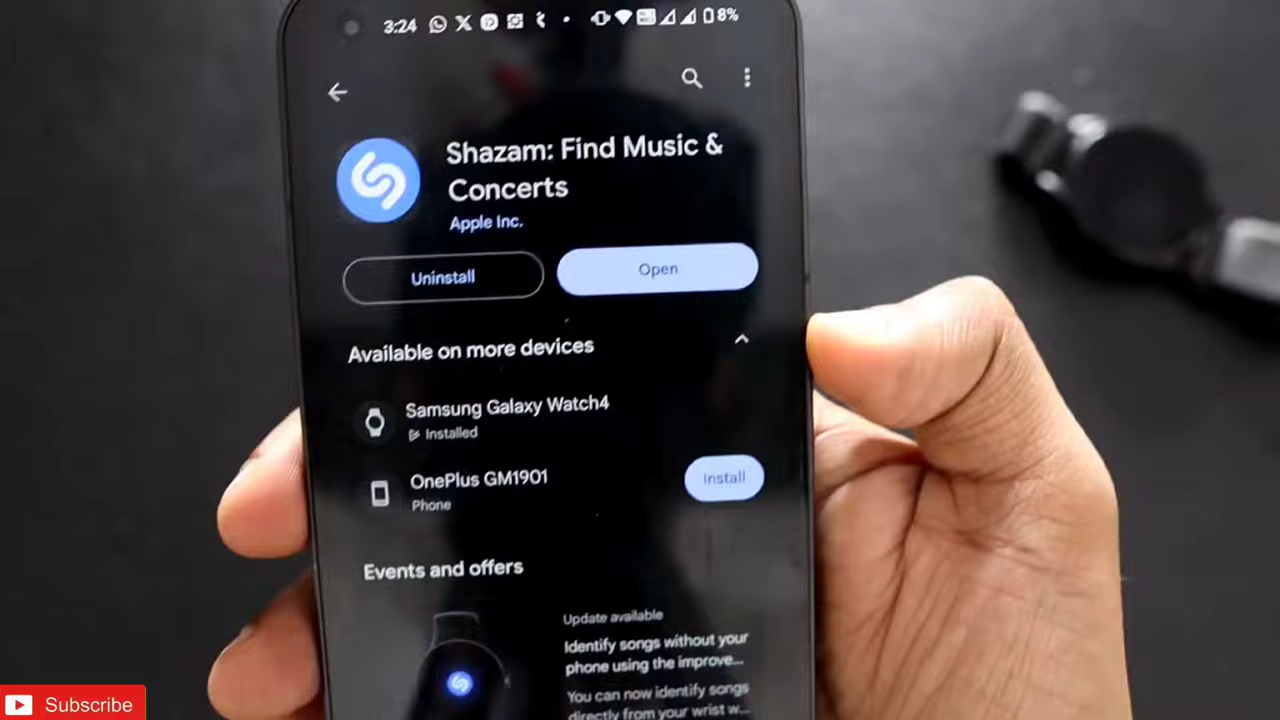 3:24
8%
Shazam: Find Music &
Concerts
Apple Inc.
Uninstall
Open
Available on more devices
Samsung Galaxy Watch4
Installed
OnePlus GM1901
Install
Phone
Events and offers
Update available
Identify songs without your
phone using the improve...
You can now identify songs
directly from your wrist w...
Subscribe